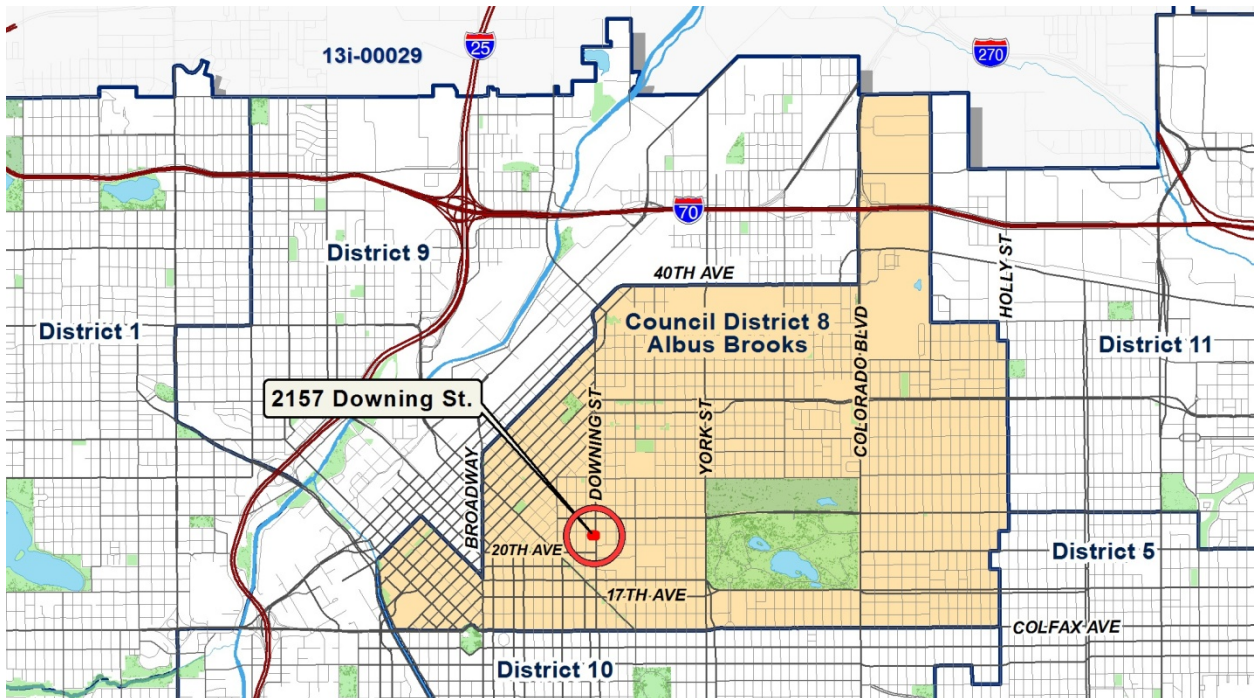 13i-00029
25
270
70
District 9
40TH AVE
HOLLY ST
District 1
Council District 8
Albus Brooks
COLORADO BLVD
District 11
2157 Downing St.
DOWNING ST
YORK ST
BROADWAY
20TH AVE
District 5
17TH AVE
COLFAX AVE
District 10